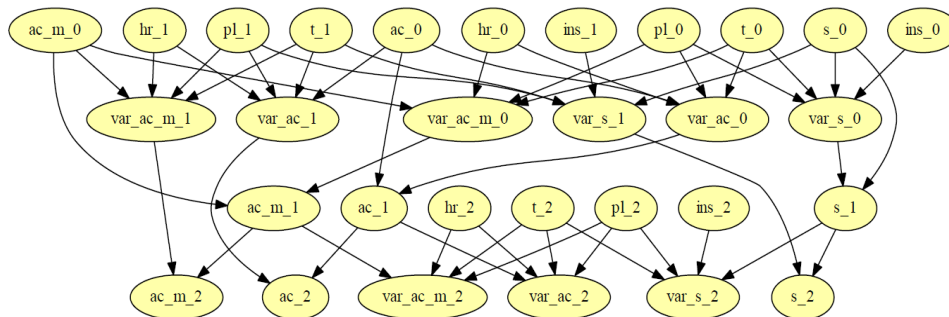 ac_m_0 hr_1 pl_1 t_1 ac_0 hr_0 ins_1 pl_0 t_0 s_0 ins_0
var_ac_m_1 var_ac_1 var_ac_m_0 var_s_1 var_ac_0 var_s_0
ac_m_1 ac_1 hr_2 t_2 pl_2 ins_2 s_1
ac_m_2 ac_2 var_ac_m_2 var_ac_2 var_s_2 s_2